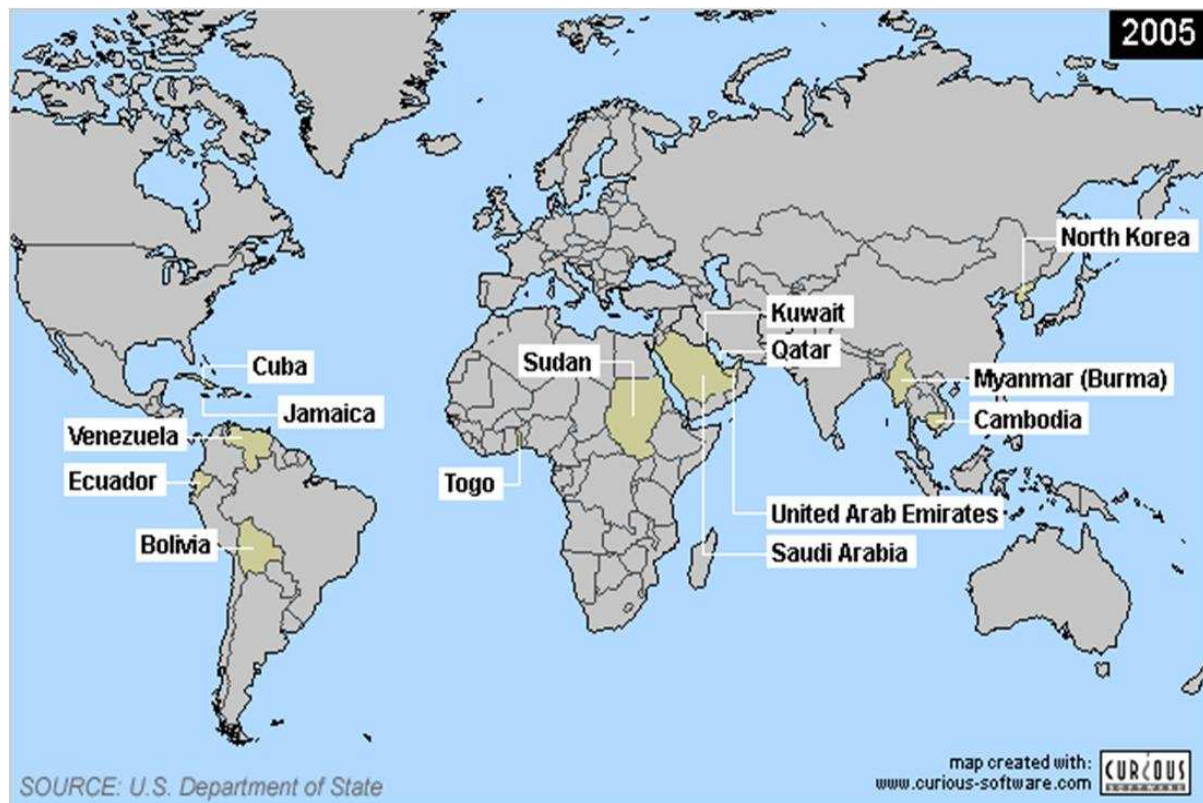 2005
North Korea
Kuwait
Sudan
Qatar
Cuba
Myanmar (Burma)
Jamaica
Cambodia
Venezuela
Ecuador
Togo
United Arab Emirates
Bolivia
Saudi Arabia
SOURCE: U.S. Department of State
map created with:
www.curious-software.com
CURIOUS
SOFTWARE